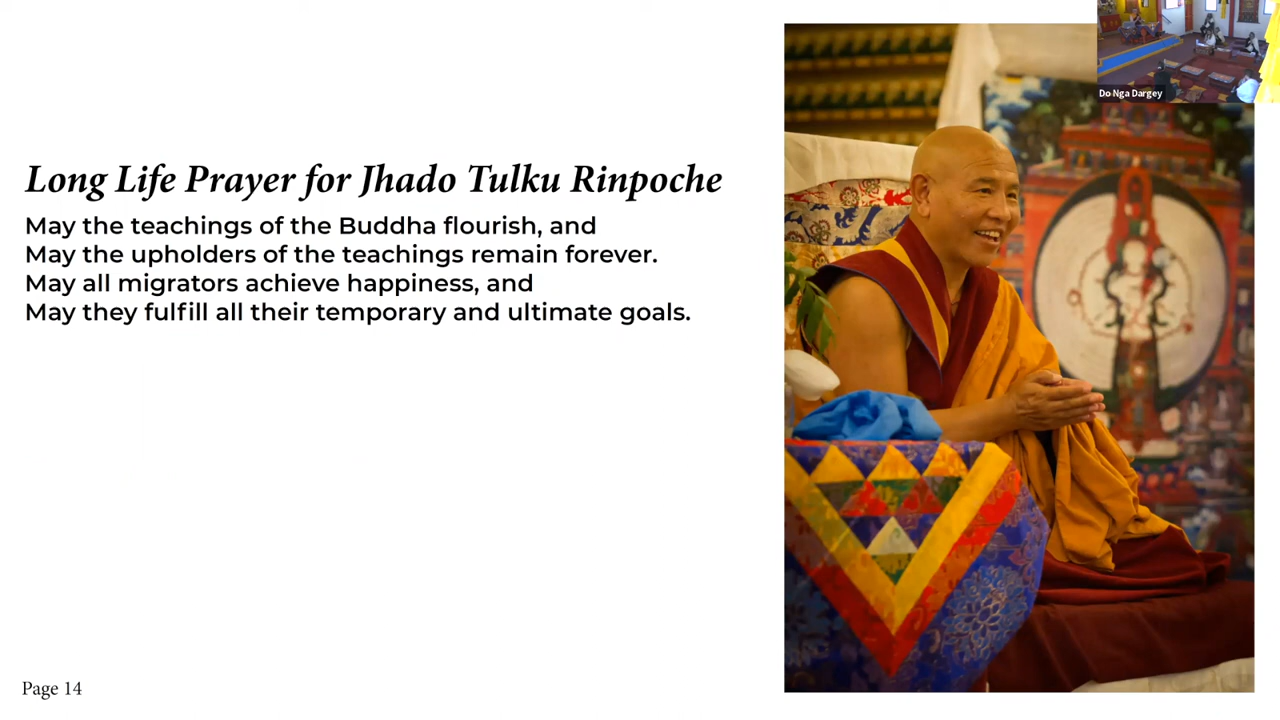 Do Nga Dargey
Long Life Prayer for Jhado Tulku Rinpoche
May the teachings of the Buddha flourish, and
May the upholders of the teachings remain forever.
May all migrators achieve happiness, and
May they fulfill all their temporary and ultimate goals.
Page 14